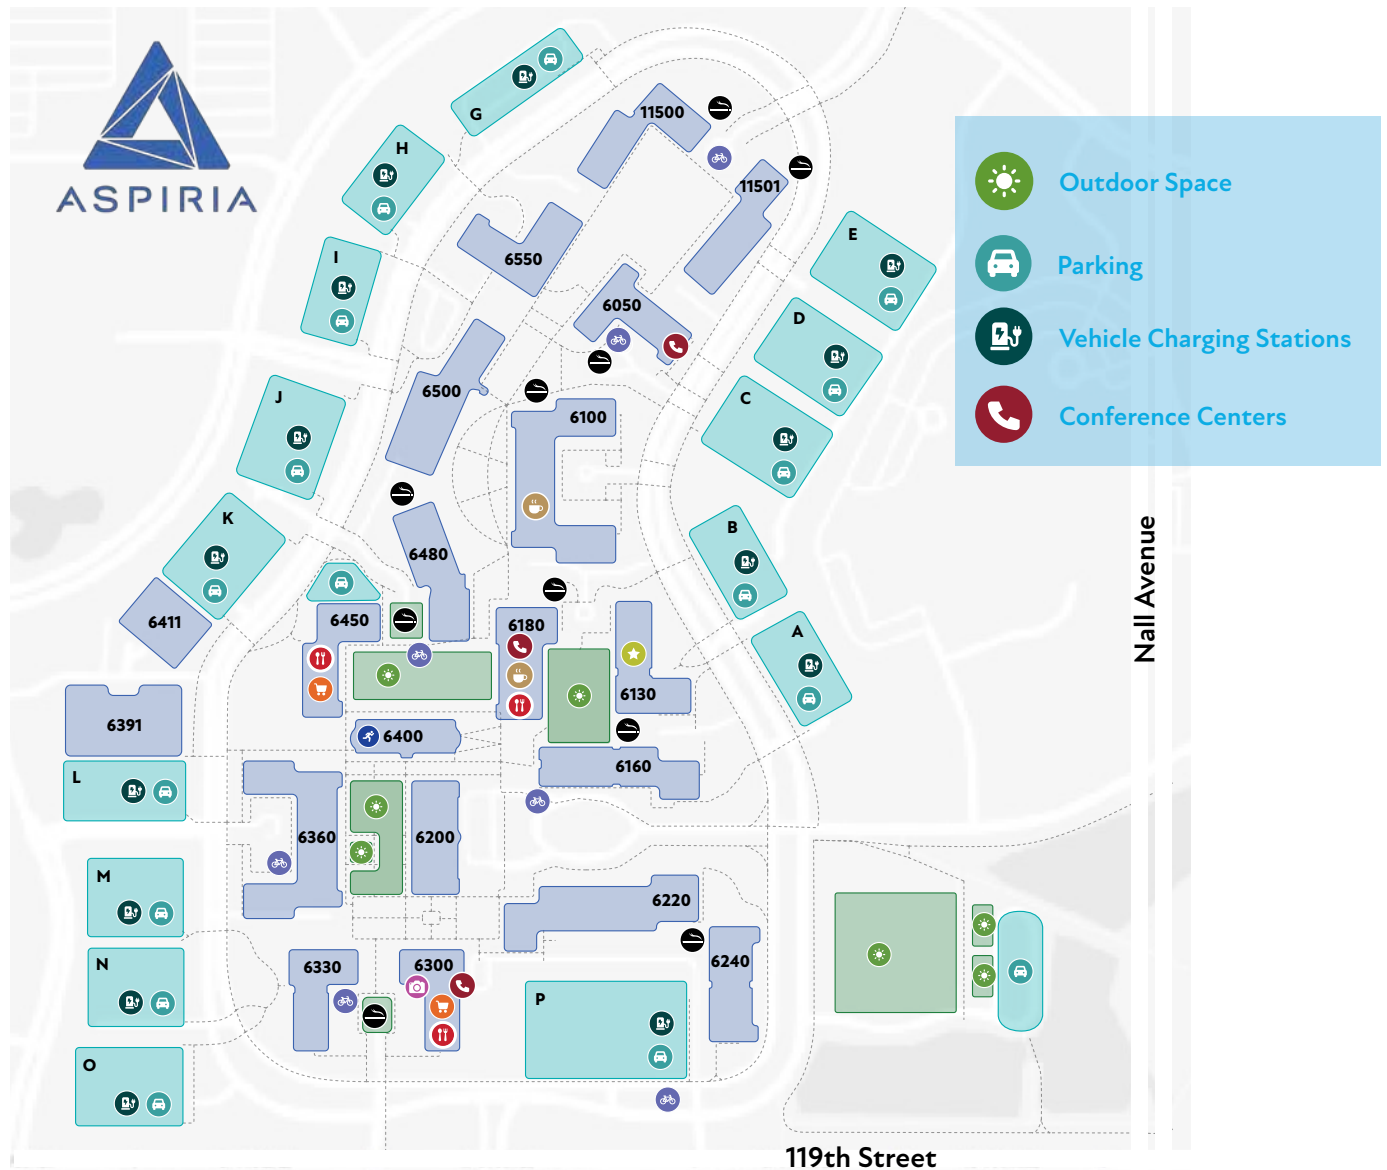 ASPIRIA
G
11500
H
11501
E
I
6550
6050
D
J
6500
C
6100
K
6480
B
6411
6450
6180
A
6130
6391
6400
6160
L
6360
6200
M
6220
N
6330
6300
6240
P
O
Outdoor Space
Parking
Vehicle Charging Stations
Conference Centers
Nall Avenue
119th Street